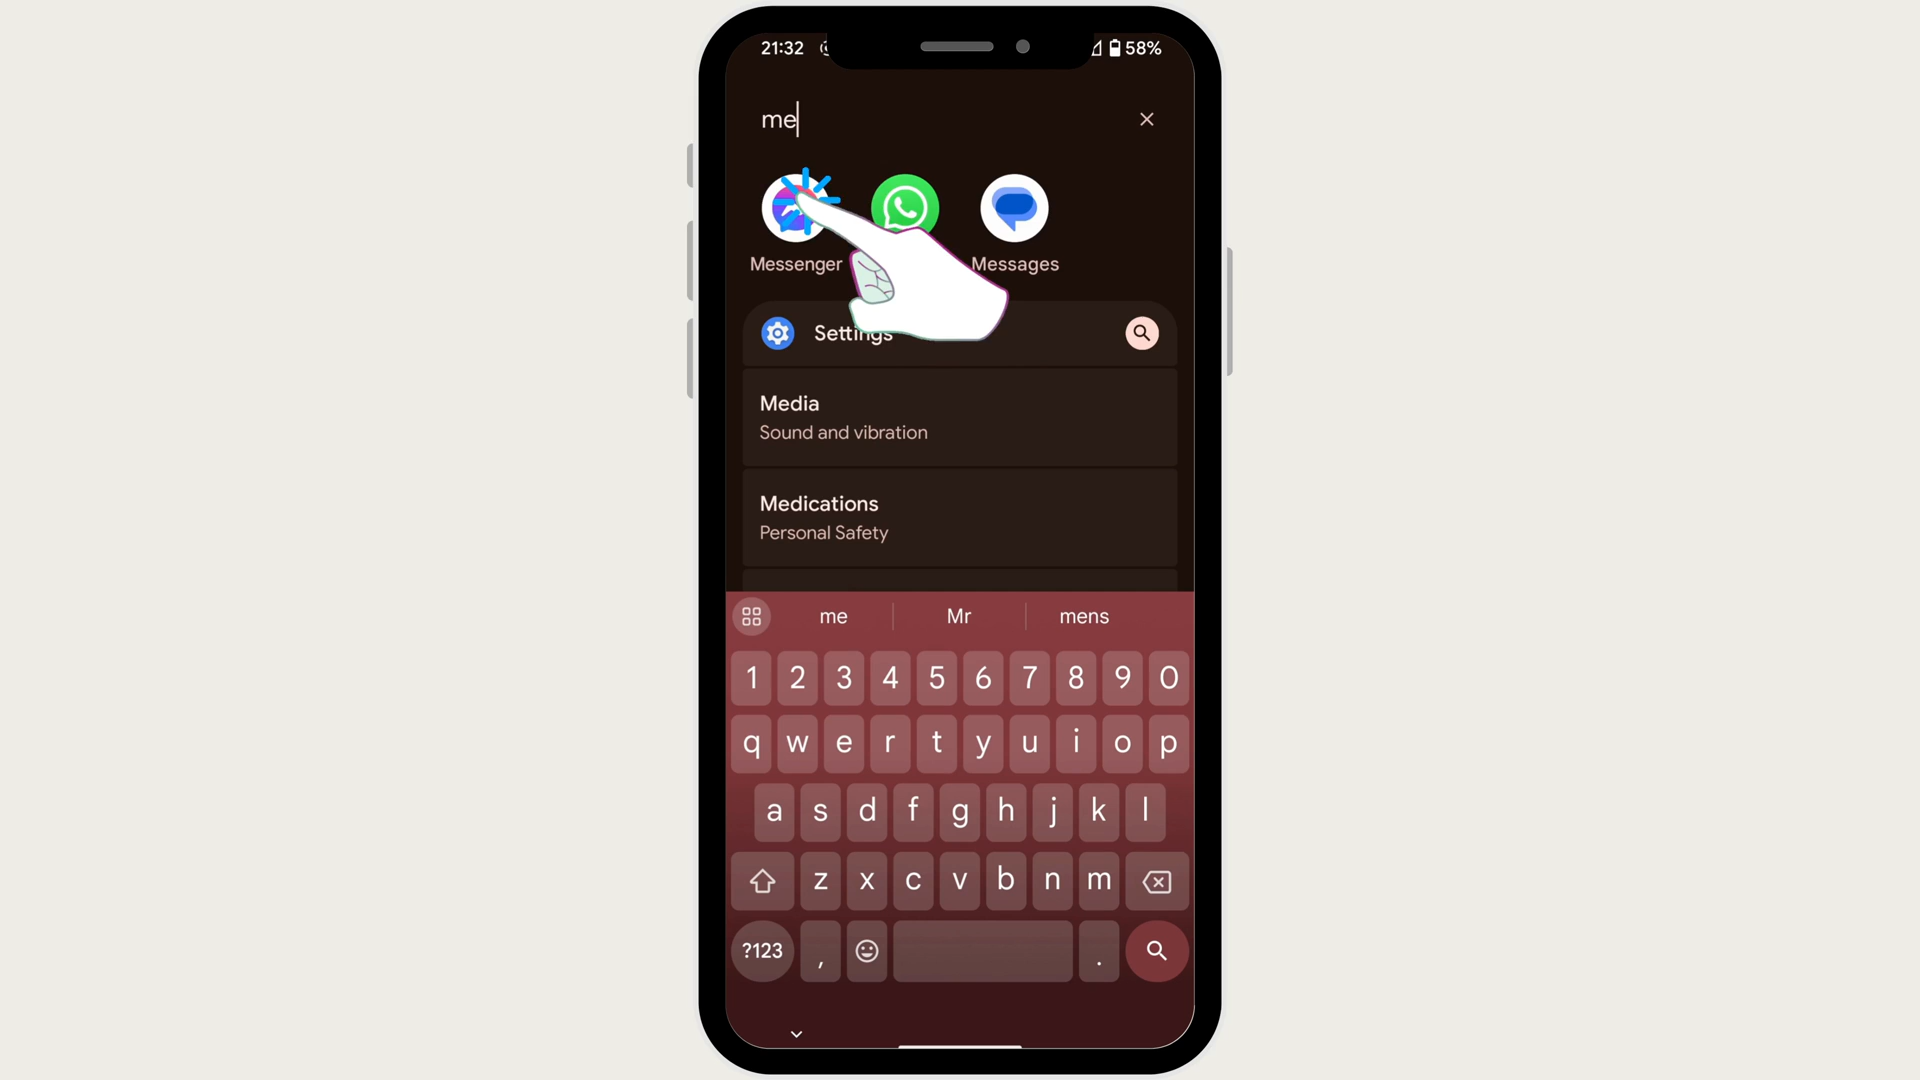 21:32 58%
me
Messenger Messages
Settings
Media
Sound and vibration
Medications
Personal Safety
me Mr mens
1 2 3 4 5 6 7 8 9 0
q w e r t y u i o p
a s d f g h j k l
z x c v b n m
?123 , .